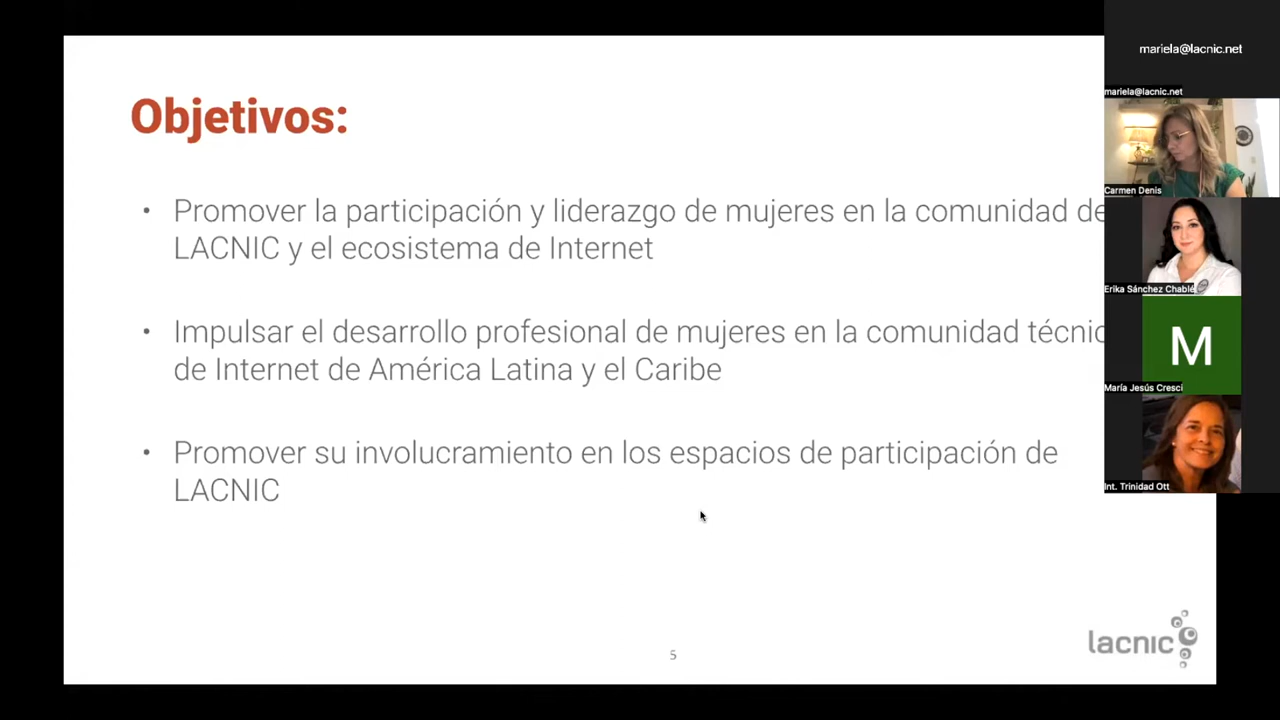 Objetivos:
• Promover la participación y liderazgo de mujeres en la comunidad de
LACNIC y el ecosistema de Internet
• Impulsar el desarrollo profesional de mujeres en la comunidad técnic
de Internet de América Latina y el Caribe
• Promover su involucramiento en los espacios de participación de
LACNIC
5
lacnic
mariela@lacnic.net
mariela@lacnic.net
Carmen Denis
Erika Sánchez Chablé
M
María Jesús Cresci
Int. Trinidad Ott